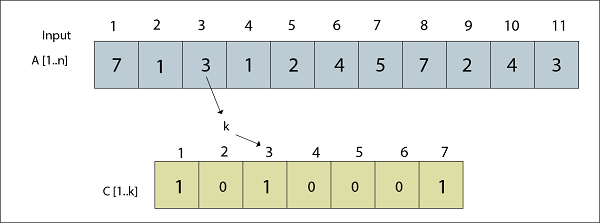 1 2 3 4 5 6 7 8 9 10 11
Input
A [1..n] 7 1 3 1 2 4 5 7 2 4 3
k
1 2 3 4 5 6 7
C [1..k] 1 0 1 0 0 0 1